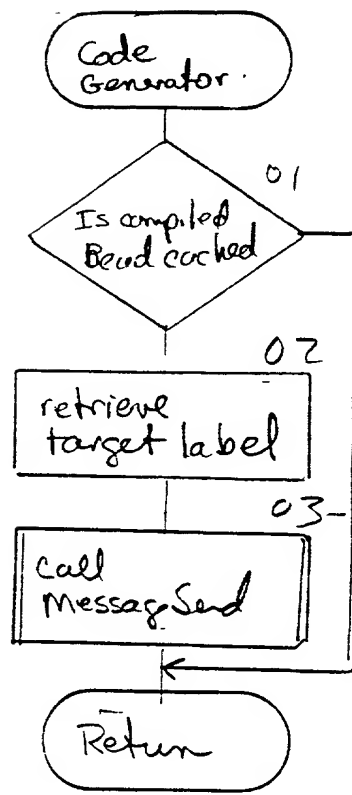 Code
Generator.
01
Is compiled
Bead cached
02
retrieve
target label
03
call
MessageSend
Return